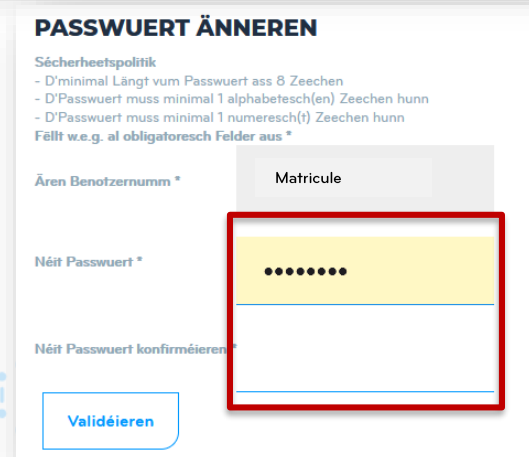 PASSWUERT ÄNNEREN
Sécherheetspolitik
- D'minimal Längt vum Passwuert ass 8 Zeechen
- D'Passwuert muss minimal 1 alphabetesch(en) Zeechen hunn
- D'Passwuert muss minimal 1 numeresch(t) Zeechen hunn
Fëllt w.e.g. al obligatoresch Felder aus *
Ären Benotzernumm *
Matricule
Néit Passwuert *
••••••••
Néit Passwuert konfirméieren *
Validéieren